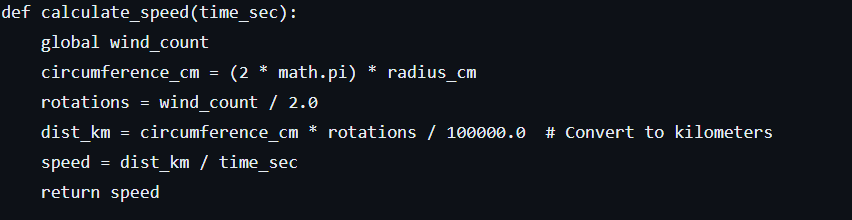 def calculate_speed(time_sec):
    global wind_count
    circumference_cm = (2 * math.pi) * radius_cm
    rotations = wind_count / 2.0
    dist_km = circumference_cm * rotations / 100000.0  # Convert to kilometers
    speed = dist_km / time_sec
    return speed